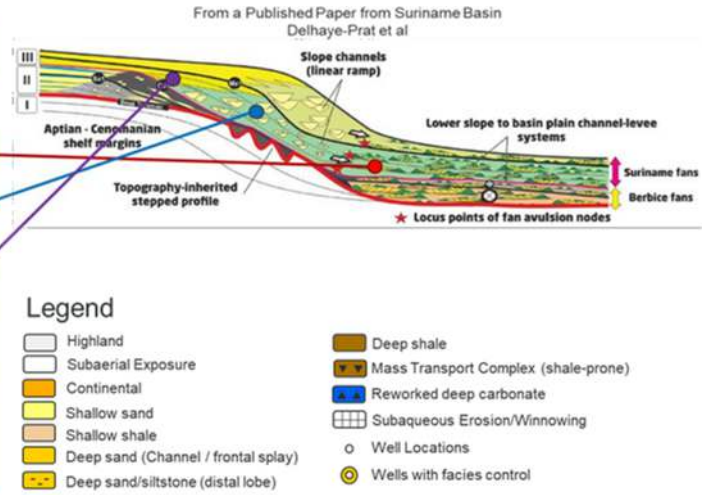 From a Published Paper from Suriname Basin
Delhaye-Prat et al
III
II
I
Slope channels
(linear ramp)
Aptian - Cenomanian
shelf margins
Lower slope to basin plain channel-levee
systems
Suriname fans
Berbice fans
Topography-inherited
stepped profile
Locus points of fan avulsion nodes
Legend
Highland
Subaerial Exposure
Continental
Shallow sand
Shallow shale
Deep sand (Channel / frontal splay)
Deep sand/siltstone (distal lobe)
Deep shale
Mass Transport Complex (shale-prone)
Reworked deep carbonate
Subaqueous Erosion/Winnowing
Well Locations
Wells with facies control